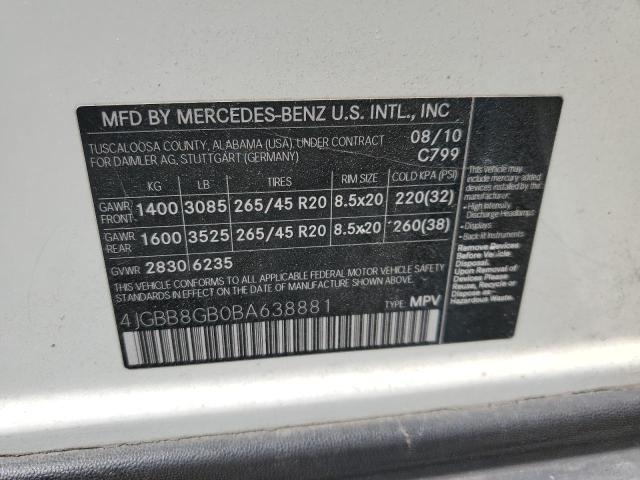 MFD BY MERCEDES-BENZ U.S. INTL., INC
TUSCALOOSA COUNTY, ALABAMA (USA), UNDER CONTRACT 08/10
FOR DAIMLER AG, STUTTGART (GERMANY) C799
KG LB TIRES RIM SIZE COLD KPA (PSI)
GAWR FRONT 1400 3085 265/45 R20 8.5x20 220(32)
GAWR REAR 1600 3525 265/45 R20 8.5x20 *260(38)
GVWR 2830 6235
THIS VEHICLE CONFORMS TO ALL APPLICABLE FEDERAL MOTOR VEHICLE SAFETY
STANDARDS IN EFFECT ON THE DATE OF MANUFACTURE SHOWN ABOVE.
4JGBB8GB0BA638881 TYPE: MPV
This vehicle may
include mercury-added
devices installed by the
manufacturer:
- High Intensity
Discharge Headlamps
- Displays
- Back-lit Instruments
Remove Devices
Before Vehicle
Disposal.
Upon Removal of
Devices Please
Reuse, Recycle or
Dispose as
Hazardous Waste.